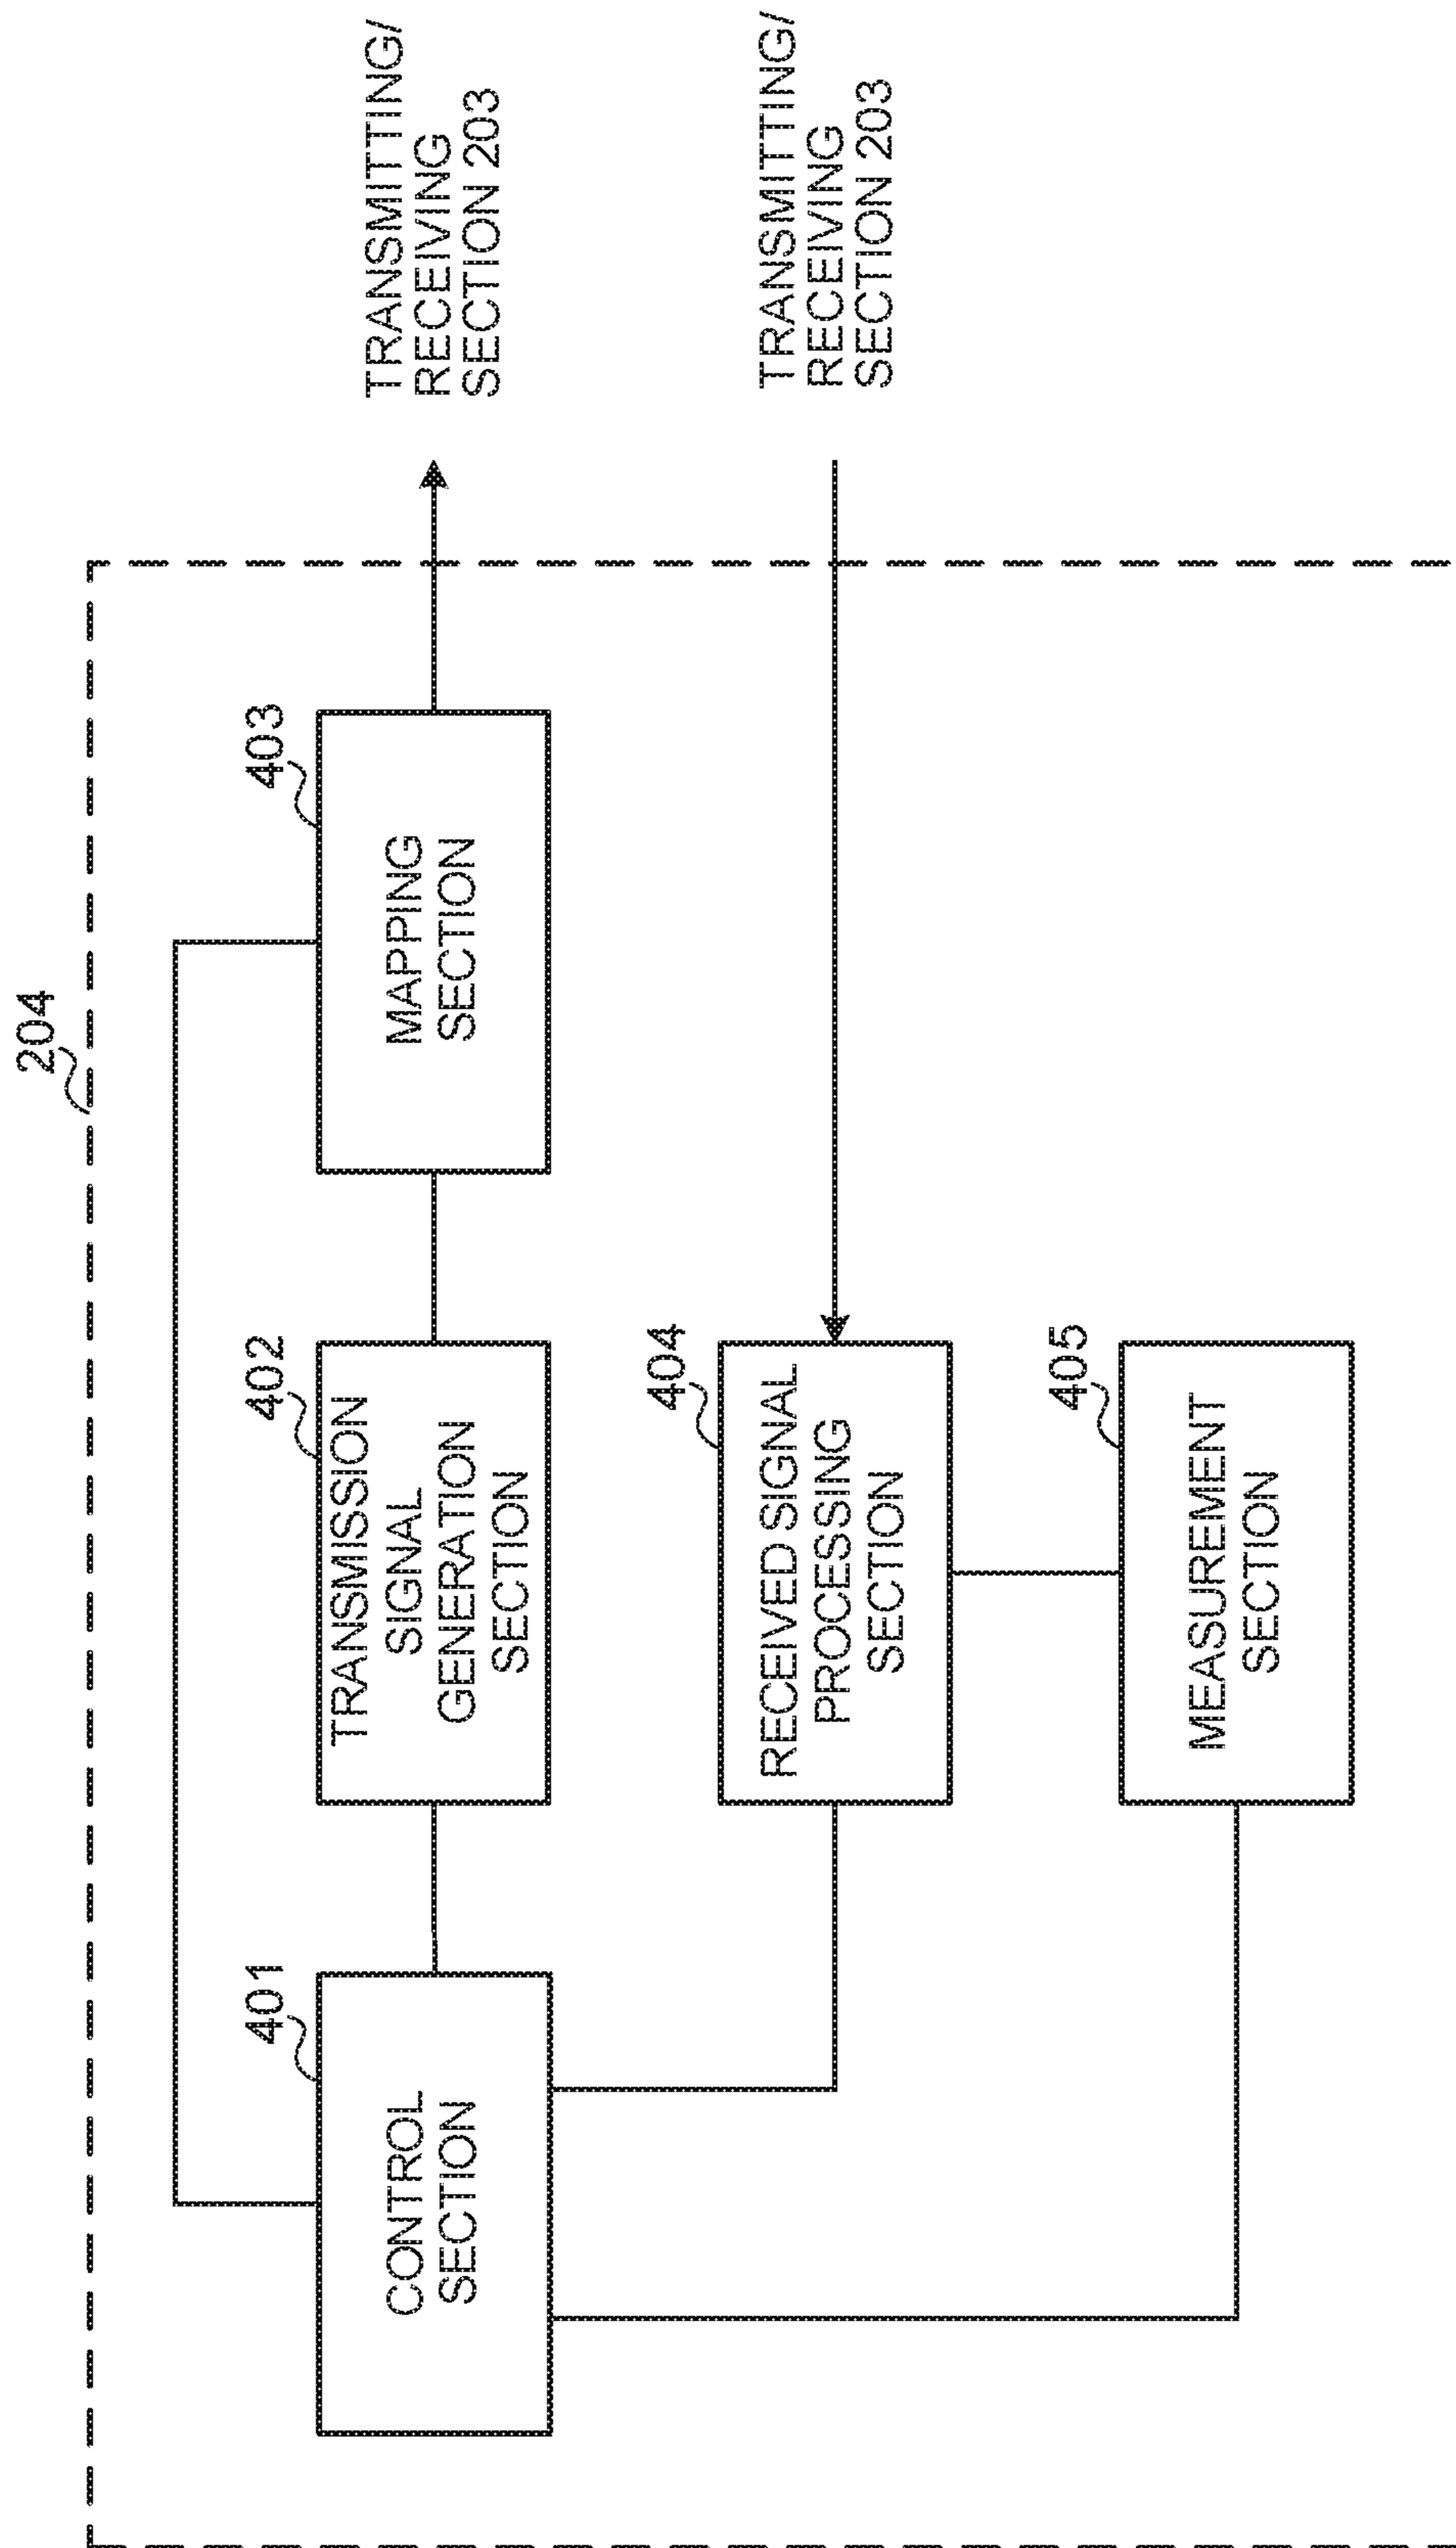 204
401
CONTROL
SECTION
402
TRANSMISSION
SIGNAL
GENERATION
SECTION
403
MAPPING
SECTION
TRANSMITTING/
RECEIVING
SECTION 203
404
RECEIVED SIGNAL
PROCESSING
SECTION
TRANSMITTING/
RECEIVING
SECTION 203
405
MEASUREMENT
SECTION